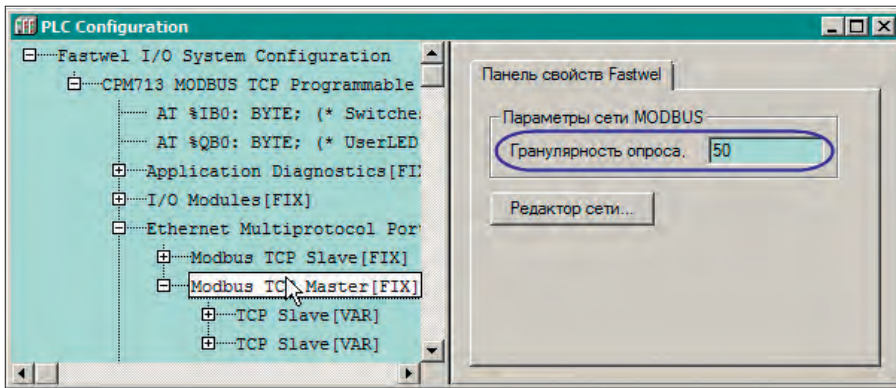 PLC Configuration
Fastwel I/O System Configuration
CPM713 MODBUS TCP Programmable
AT %IB0: BYTE; (* Switche
AT %QB0: BYTE; (* UserLED
Application Diagnostics[FI
I/O Modules[FIX]
Ethernet Multiprotocol Por
Modbus TCP Slave[FIX]
Modbus TCP Master[FIX]
TCP Slave[VAR]
TCP Slave[VAR]
Панель свойств Fastwel
Параметры сети MODBUS
Гранулярность опроса, 50
Редактор сети...